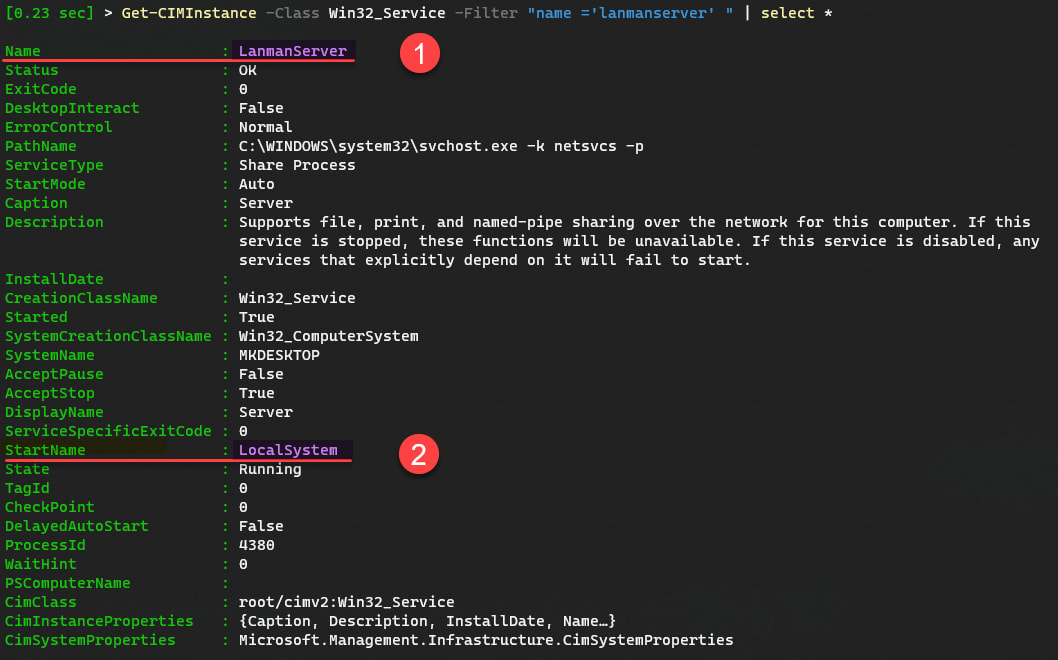 [0.23 sec] > Get-CIMInstance -Class Win32_Service -Filter "name ='lanmanserver' " | select *
Name                    : LanmanServer
1
Status                  : OK
ExitCode                : 0
DesktopInteract         : False
ErrorControl            : Normal
PathName                : C:\WINDOWS\system32\svchost.exe -k netsvcs -p
ServiceType             : Share Process
StartMode               : Auto
Caption                 : Server
Description             : Supports file, print, and named-pipe sharing over the network for this computer. If this
                          service is stopped, these functions will be unavailable. If this service is disabled, any
                          services that explicitly depend on it will fail to start.
InstallDate             :
CreationClassName       : Win32_Service
Started                 : True
SystemCreationClassName : Win32_ComputerSystem
SystemName              : MKDESKTOP
AcceptPause             : False
AcceptStop              : True
DisplayName             : Server
ServiceSpecificExitCode : 0
StartName               : LocalSystem
2
State                   : Running
TagId                   : 0
CheckPoint              : 0
DelayedAutoStart        : False
ProcessId               : 4380
WaitHint                : 0
PSComputerName          :
CimClass                : root/cimv2:Win32_Service
CimInstanceProperties   : {Caption, Description, InstallDate, Name…}
CimSystemProperties     : Microsoft.Management.Infrastructure.CimSystemProperties